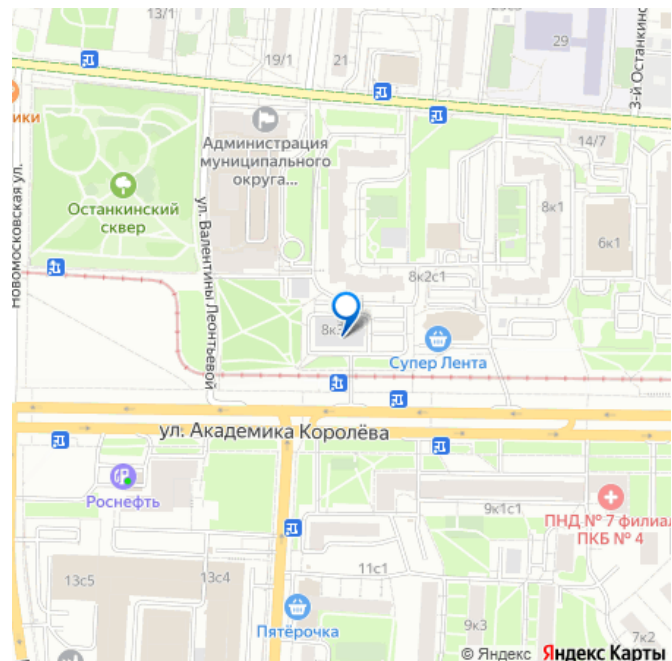 13/1
19/1
21
29
3-й Останкинс
14/7
ики
Администрация
муниципального
округа...
Останкинский
сквер
Новомосковская ул.
ул. Валентины Леонтьевой
8к1
6к1
8к2с1
8к3
Супер Лента
ул. Академика Королёва
Роснефть
9к1с1
ПНД № 7 филиа
ПКБ № 4
13с5
13с4
11с1
Пятёрочка
9к3
7к2
© Яндекс Яндекс Карты